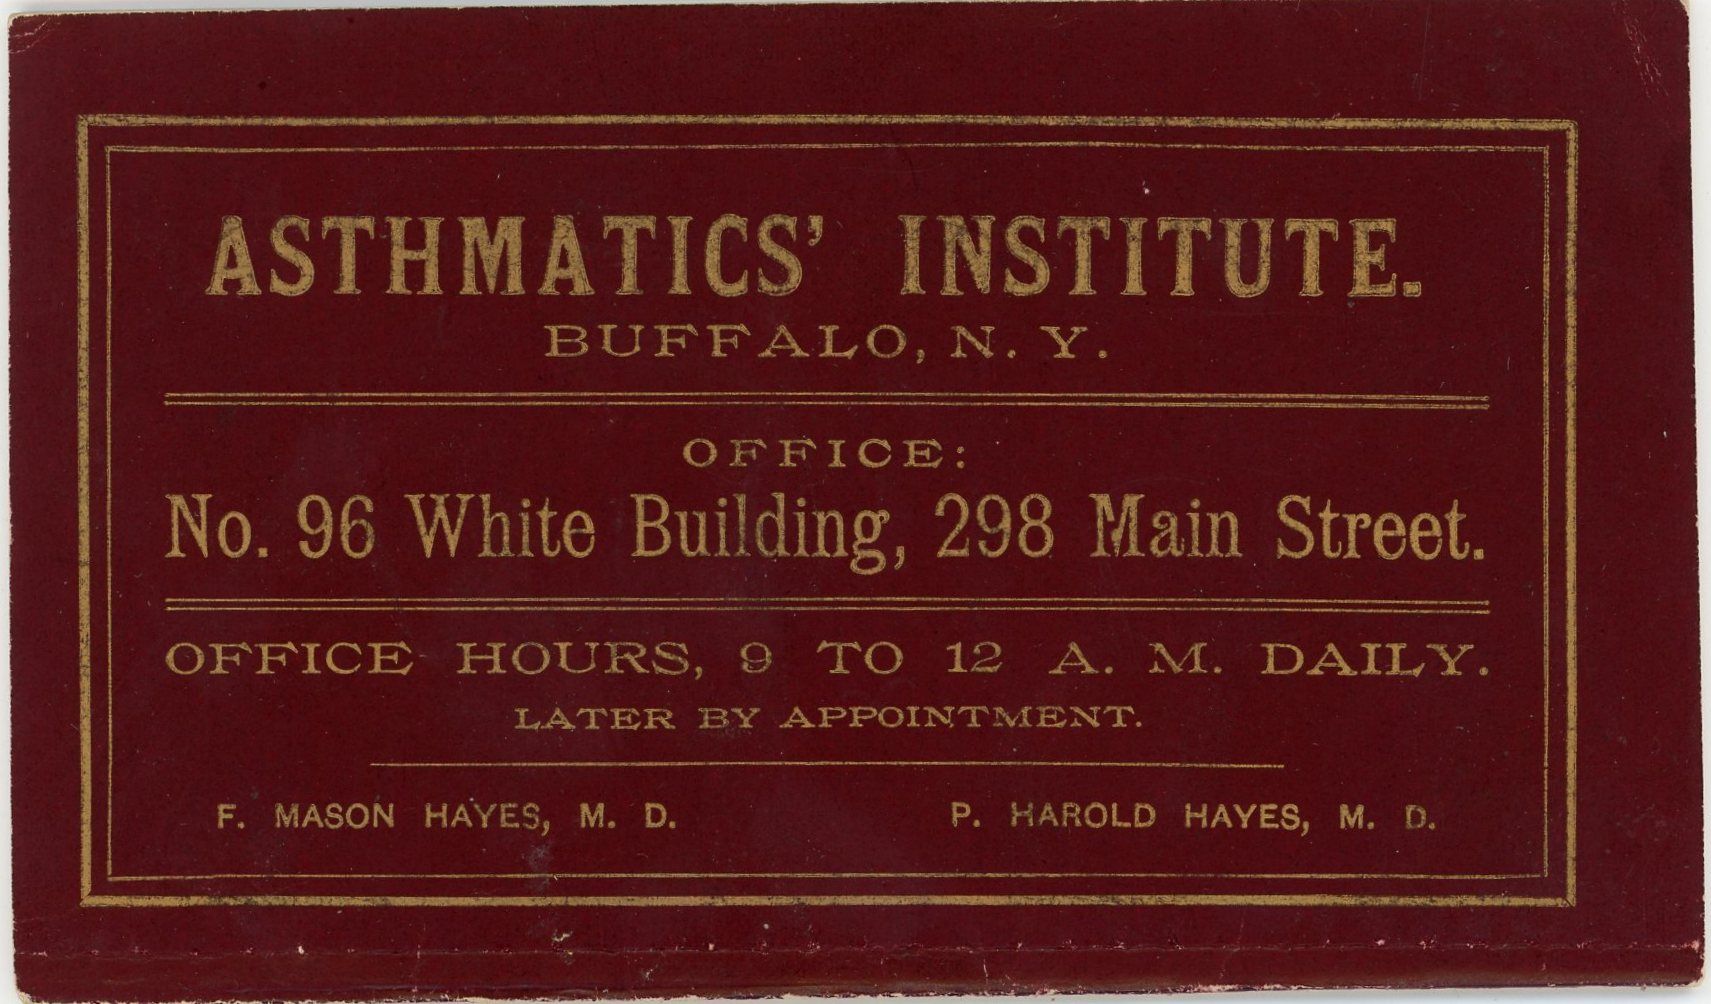 ASTHMATICS' INSTITUTE.
BUFFALO, N. Y.
OFFICE:
No. 96 White Building, 298 Main Street.
OFFICE HOURS, 9 TO 12 A. M. DAILY.
LATER BY APPOINTMENT.
F. MASON HAYES, M. D. P. HAROLD HAYES, M. D.